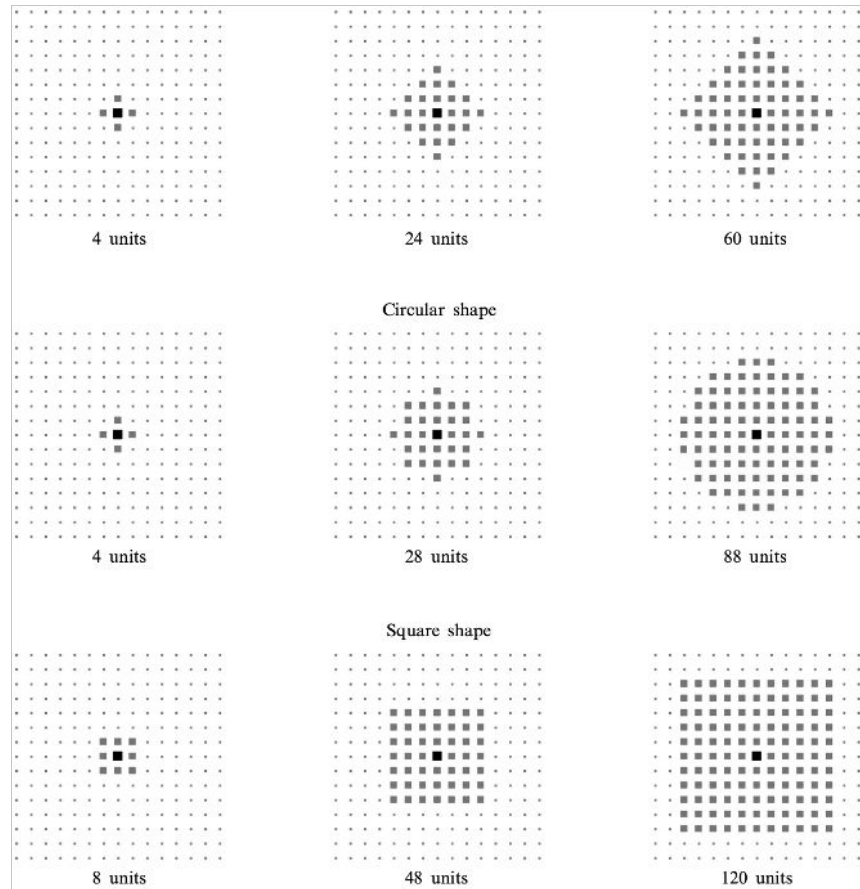 4 units
24 units
60 units
Circular shape
4 units
28 units
88 units
Square shape
8 units
48 units
120 units